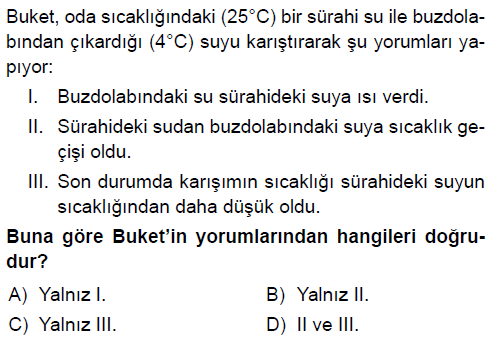 Buket, oda sıcaklığındaki (25°C) bir sürahi su ile buzdola-
bından çıkardığı (4°C) suyu karıştırarak şu yorumları ya-
pıyor:
I. Buzdolabındaki su sürahideki suya ısı verdi.
II. Sürahideki sudan buzdolabındaki suya sıcaklık ge-
çişi oldu.
III. Son durumda karışımın sıcaklığı sürahideki suyun
sıcaklığından daha düşük oldu.
Buna göre Buket'in yorumlarından hangileri doğru-
dur?
A) Yalnız I. B) Yalnız II.
C) Yalnız III. D) II ve III.